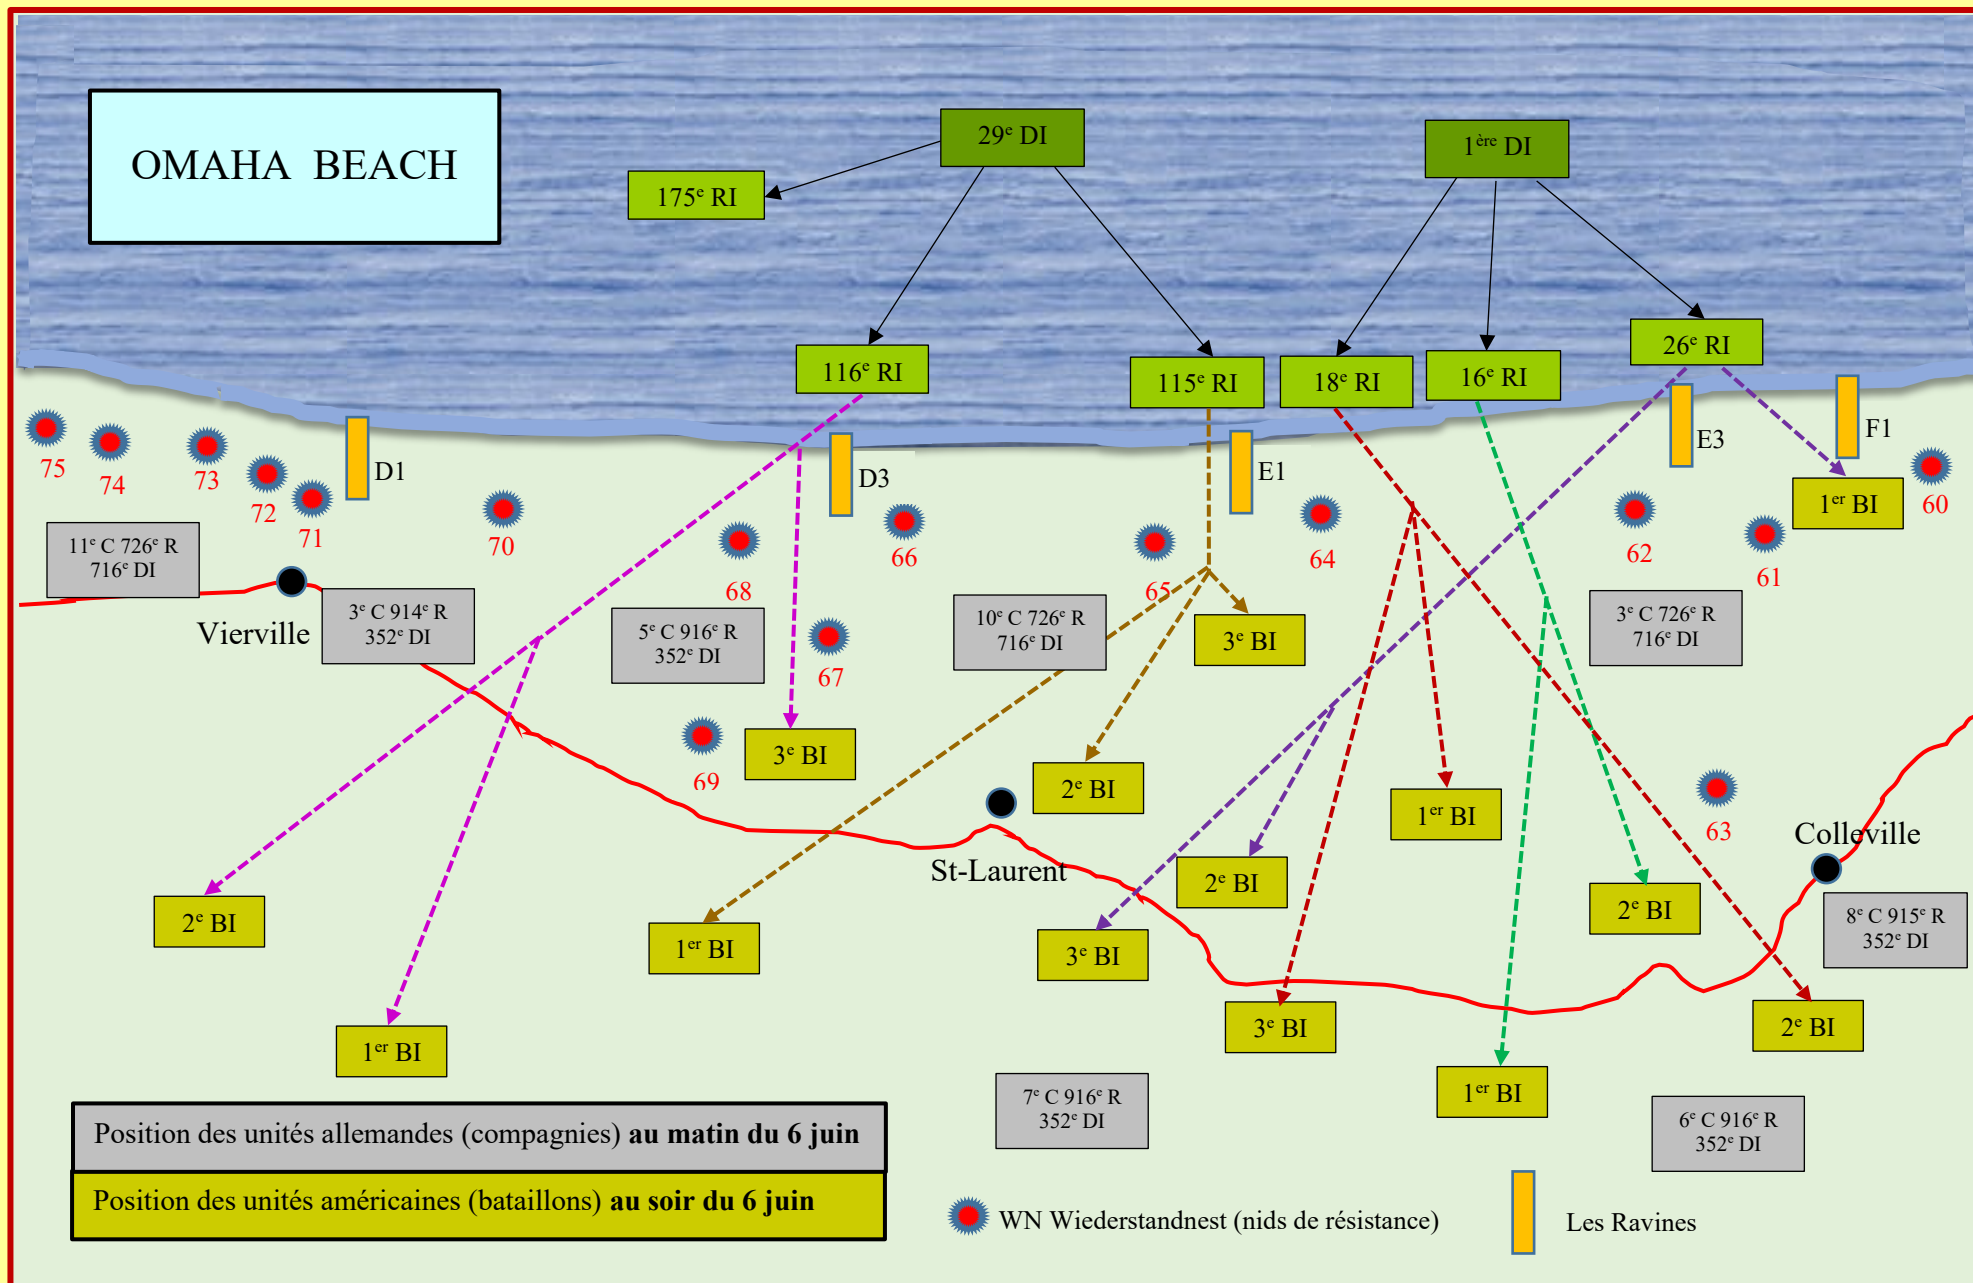 OMAHA BEACH
29e DI
1ère DI
175e RI
116e RI
115e RI
18e RI
16e RI
26e RI
75
74
73
72
71
D1
70
68
D3
66
65
E1
64
E3
62
61
F1
60
1er BI
11e C 726e R
716e DI
Vierville
3e C 914e R
352e DI
5e C 916e R
352e DI
67
10e C 726e R
716e DI
3e BI
3e C 726e R
716e DI
69
3e BI
2e BI
1er BI
63
Colleville
St-Laurent
2e BI
2e BI
2e BI
1er BI
3e BI
8e C 915e R
352e DI
1er BI
3e BI
2e BI
7e C 916e R
352e DI
1er BI
6e C 916e R
352e DI
Position des unités allemandes (compagnies) au matin du 6 juin
Position des unités américaines (bataillons) au soir du 6 juin
WN Wiederstandnest (nids de résistance)
Les Ravines